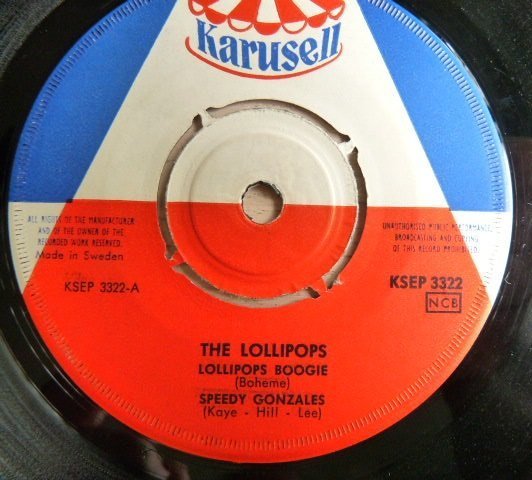 Karusell
ALL RIGHTS OF THE MANUFACTURER
AND OF THE OWNER OF THE
RECORDED WORK RESERVED.
Made in Sweden
KSEP 3322-A
UNAUTHORISED PUBLIC PERFORMANCE,
BROADCASTING AND COPYING
OF THIS RECORD PROHIBITED.
KSEP 3322
NCB
THE LOLLIPOPS
LOLLIPOPS BOOGIE
(Boheme)
SPEEDY GONZALES
(Kaye - Hill - Lee)